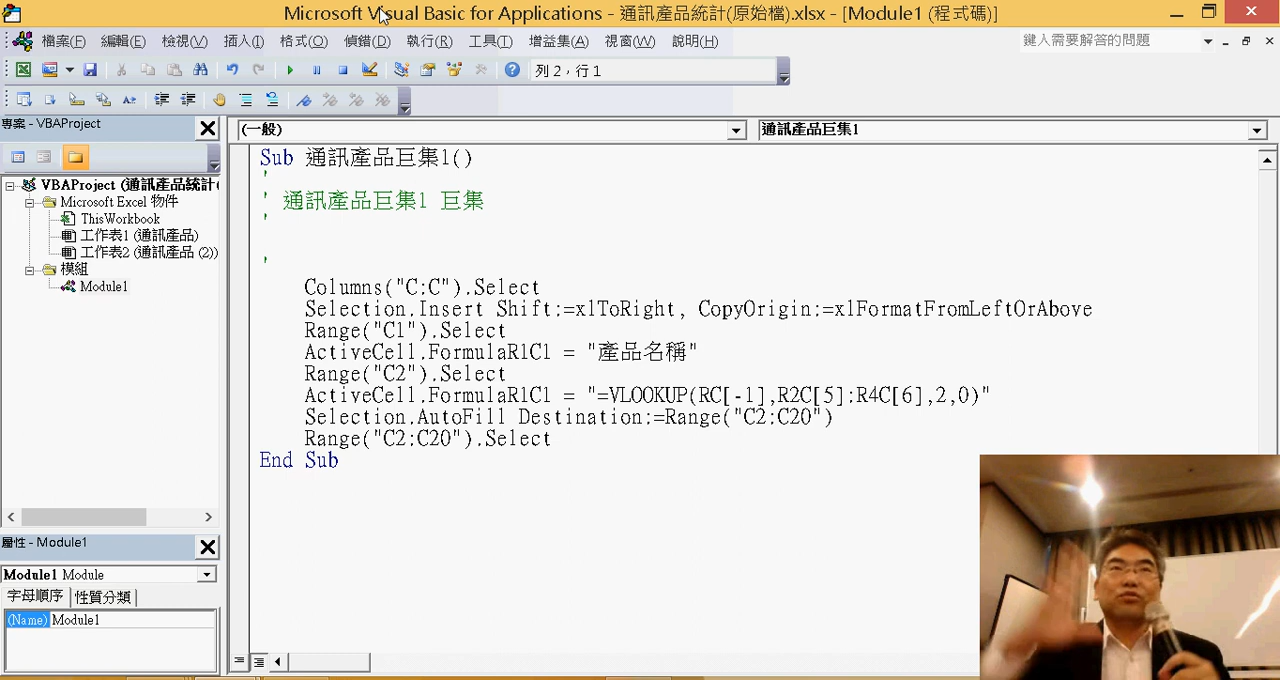 Microsoft Visual Basic for Applications - 通訊產品統計(原始檔).xlsx - [Module1 (程式碼)]
檔案(F) 編輯(E) 檢視(V) 插入(I) 格式(O) 偵錯(D) 執行(R) 工具(T) 增益集(A) 視窗(W) 說明(H) 鍵入需要解答的問題
列 2，行 1
專案 - VBAProject
(一般)
通訊產品巨集1
VBAProject (通訊產品統計(
Microsoft Excel 物件
ThisWorkbook
工作表1 (通訊產品)
工作表2 (通訊產品 (2))
模組
Module1
屬性 - Module1
Module1 Module
字母順序 性質分類
(Name) Module1
Sub 通訊產品巨集1()
'
' 通訊產品巨集1 巨集
'
'
Columns("C:C").Select
Selection.Insert Shift:=xlToRight, CopyOrigin:=xlFormatFromLeftOrAbove
Range("C1").Select
ActiveCell.FormulaR1C1 = "產品名稱"
Range("C2").Select
ActiveCell.FormulaR1C1 = "=VLOOKUP(RC[-1],R2C[5]:R4C[6],2,0)"
Selection.AutoFill Destination:=Range("C2:C20")
Range("C2:C20").Select
End Sub